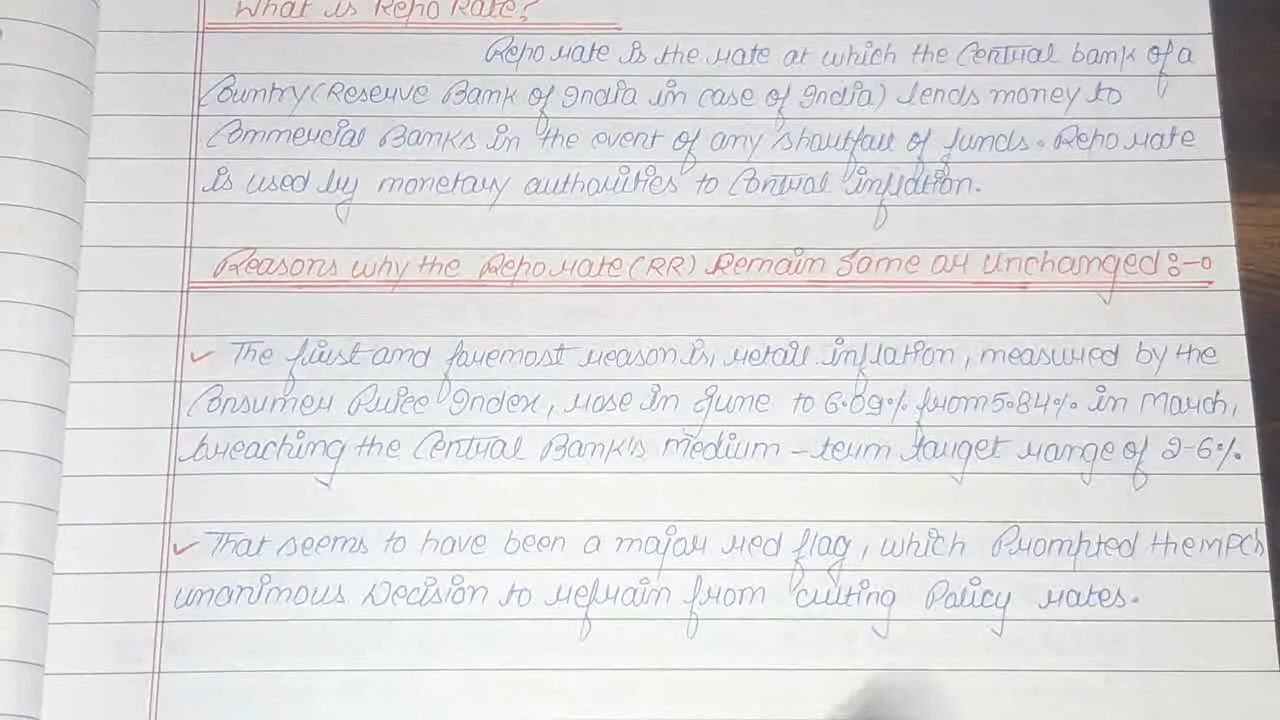 What is Repo Rate?
Repo rate is the rate at which the Central bank of a
Country (Reserve Bank of India in case of India) lends money to
Commercial Banks in the event of any shortfall of funds. Repo rate
is used by monetary authorities to Control inflation.
Reasons why the Repo rate (RR) Remain Same or Unchanged :-
✓ The first and foremost reason is, retail inflation, measured by the
Consumer Price Index, rose in June to 6.09% from 5.84% in March,
breaching the Central Bank's medium - term target range of 2-6%
✓ That seems to have been a major red flag, which Prompted the MPC's
unanimous Decision to refrain from cutting Policy rates.